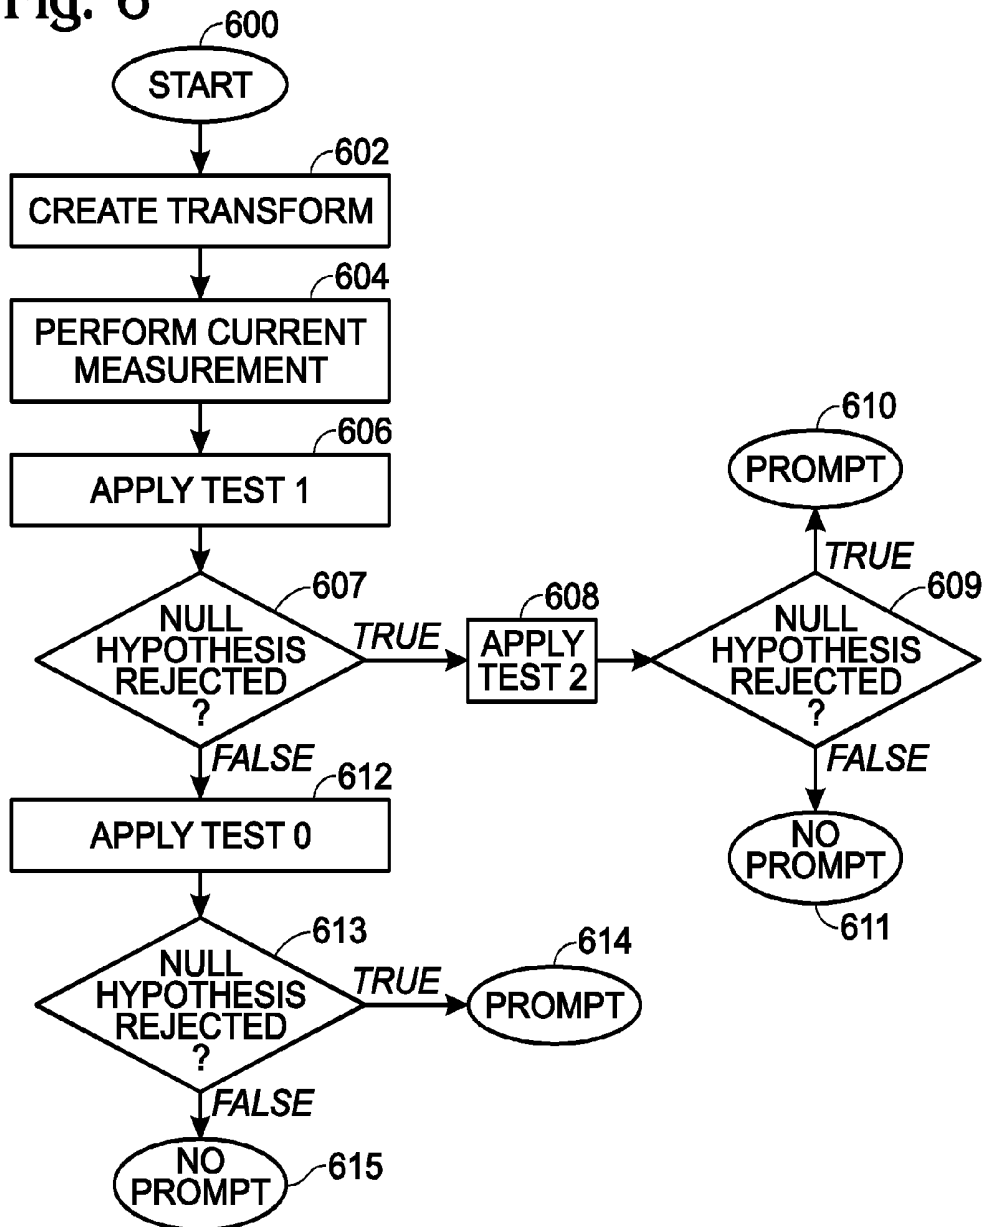 Fig. 6
600
START
602
CREATE TRANSFORM
604
PERFORM CURRENT
MEASUREMENT
606
APPLY TEST 1
607
NULL
HYPOTHESIS
REJECTED
?
TRUE
608
APPLY
TEST 2
609
NULL
HYPOTHESIS
REJECTED
?
TRUE
610
PROMPT
FALSE
NO
PROMPT
611
FALSE
612
APPLY TEST 0
613
NULL
HYPOTHESIS
REJECTED
?
TRUE
614
PROMPT
FALSE
NO
PROMPT
615